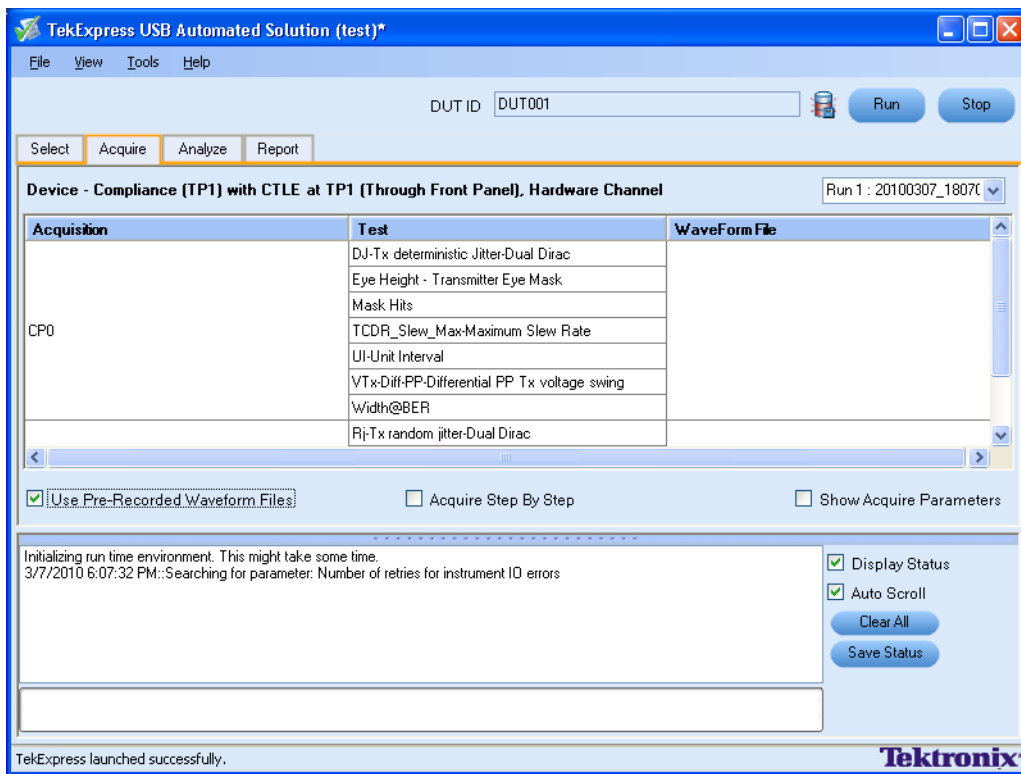 TekExpress USB Automated Solution (test)*
File View Tools Help
DUT ID DUT001 Run Stop
Select Acquire Analyze Report
Device - Compliance (TP1) with CTLE at TP1 (Through Front Panel), Hardware Channel Run 1 : 20100307_1807
Acquisition Test WaveForm File
DJ-Tx deterministic Jitter-Dual Dirac
Eye Height - Transmitter Eye Mask
Mask Hits
CP0 TCDR_Slew_Max-Maximum Slew Rate
UI-Unit Interval
VTx-Diff-PP-Differential PP Tx voltage swing
Width@BER
Rj-Tx random jitter-Dual Dirac
Use Pre-Recorded Waveform Files Acquire Step By Step Show Acquire Parameters
Initializing run time environment. This might take some time.
3/7/2010 6:07:32 PM::Searching for parameter: Number of retries for instrument IO errors
Display Status
Auto Scroll
Clear All
Save Status
TekExpress launched successfully. Tektronix